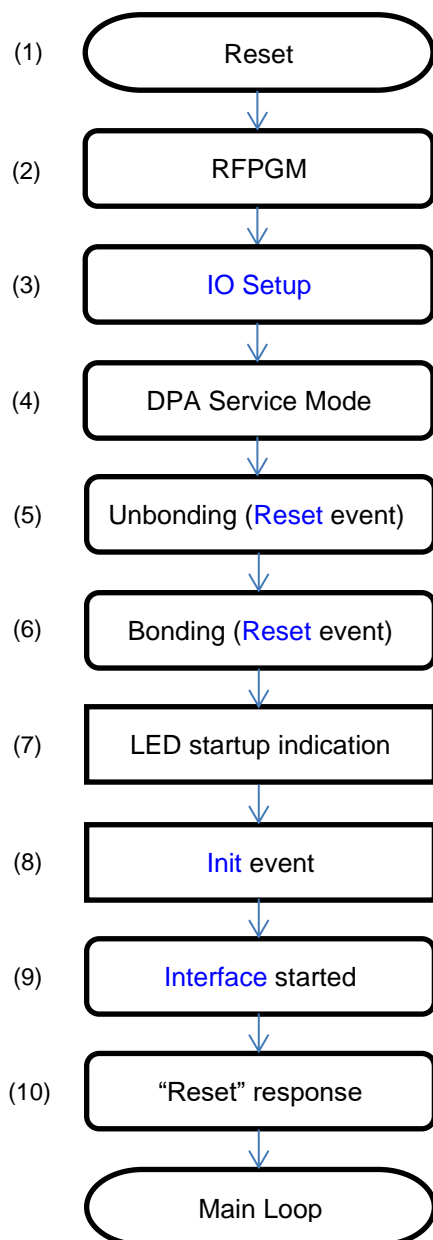 (1) Reset
(2) RFPGM
(3) IO Setup
(4) DPA Service Mode
(5) Unbonding (Reset event)
(6) Bonding (Reset event)
(7) LED startup indication
(8) Init event
(9) Interface started
(10) “Reset” response
Main Loop